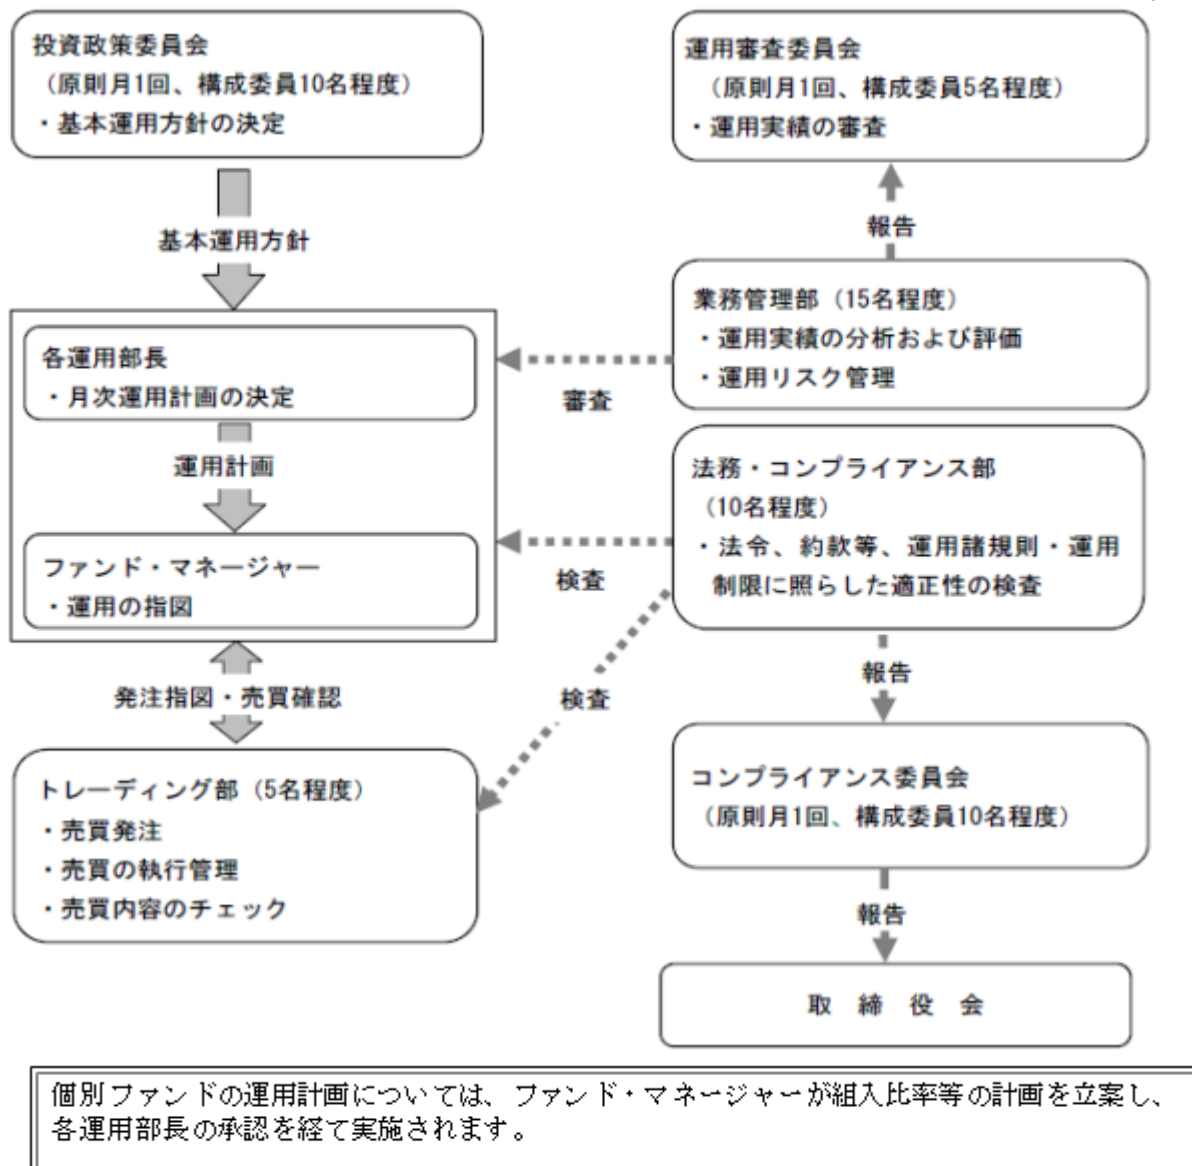 投資政策委員会
（原則月1回、構成委員10名程度）
・基本運用方針の決定
基本運用方針
各運用部長
・月次運用計画の決定
運用計画
ファンド・マネージャー
・運用の指図
発注指図・売買確認
トレーディング部（5名程度）
・売買発注
・売買の執行管理
・売買内容のチェック
運用審査委員会
（原則月1回、構成委員5名程度）
・運用実績の審査
報告
業務管理部（15名程度）
・運用実績の分析および評価
・運用リスク管理
審査
法務・コンプライアンス部
（10名程度）
・法令、約款等、運用諸規則・運用
制限に照らした適正性の検査
検査
検査
報告
コンプライアンス委員会
（原則月1回、構成委員10名程度）
報告
取　締　役　会
個別ファンドの運用計画については、ファンド・マネージャーが組入比率等の計画を立案し、
各運用部長の承認を経て実施されます。